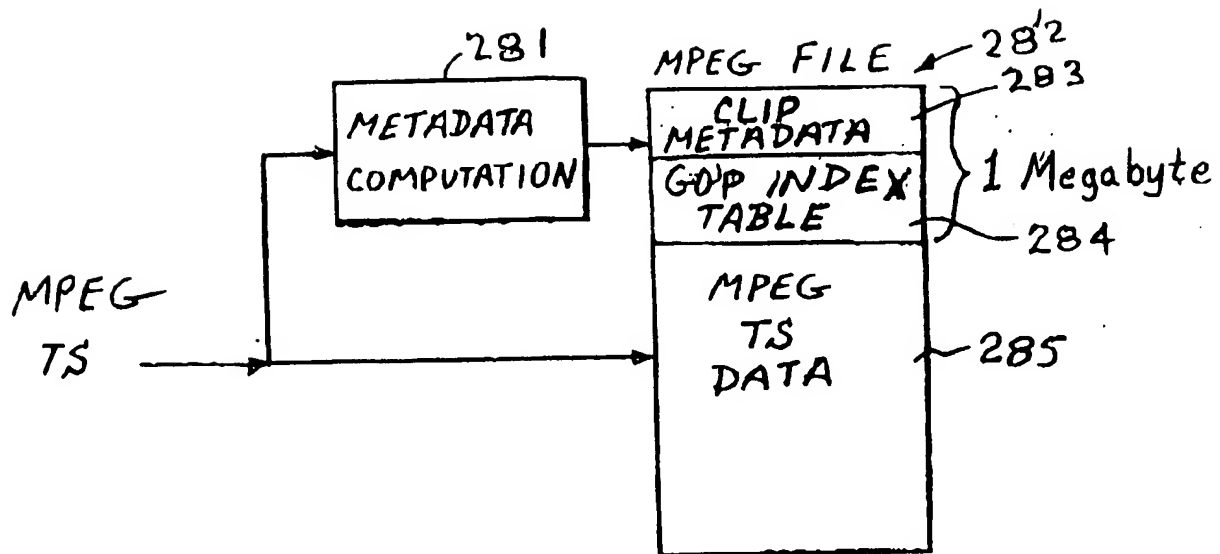 281
METADATA
COMPUTATION
MPEG FILE
282
283
CLIP
METADATA
GOP INDEX
TABLE
1 Megabyte
284
MPEG
TS
MPEG
TS
DATA
285